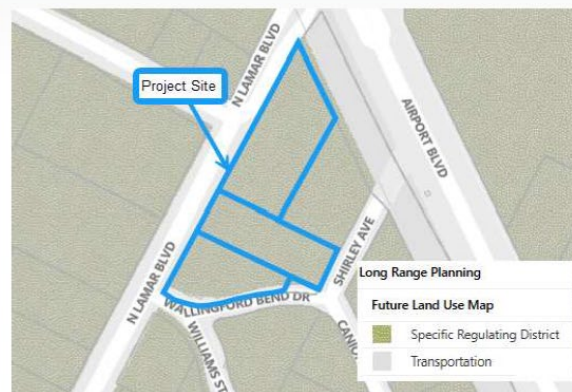 N LAMAR BLVD
Project Site
AIRPORT BLVD
N LAMAR BLVD
SHIRLEY AVE
WALLINGFORD BEND DR
WILLIAMS ST
Long Range Planning
Future Land Use Map
Specific Regulating District
Transportation